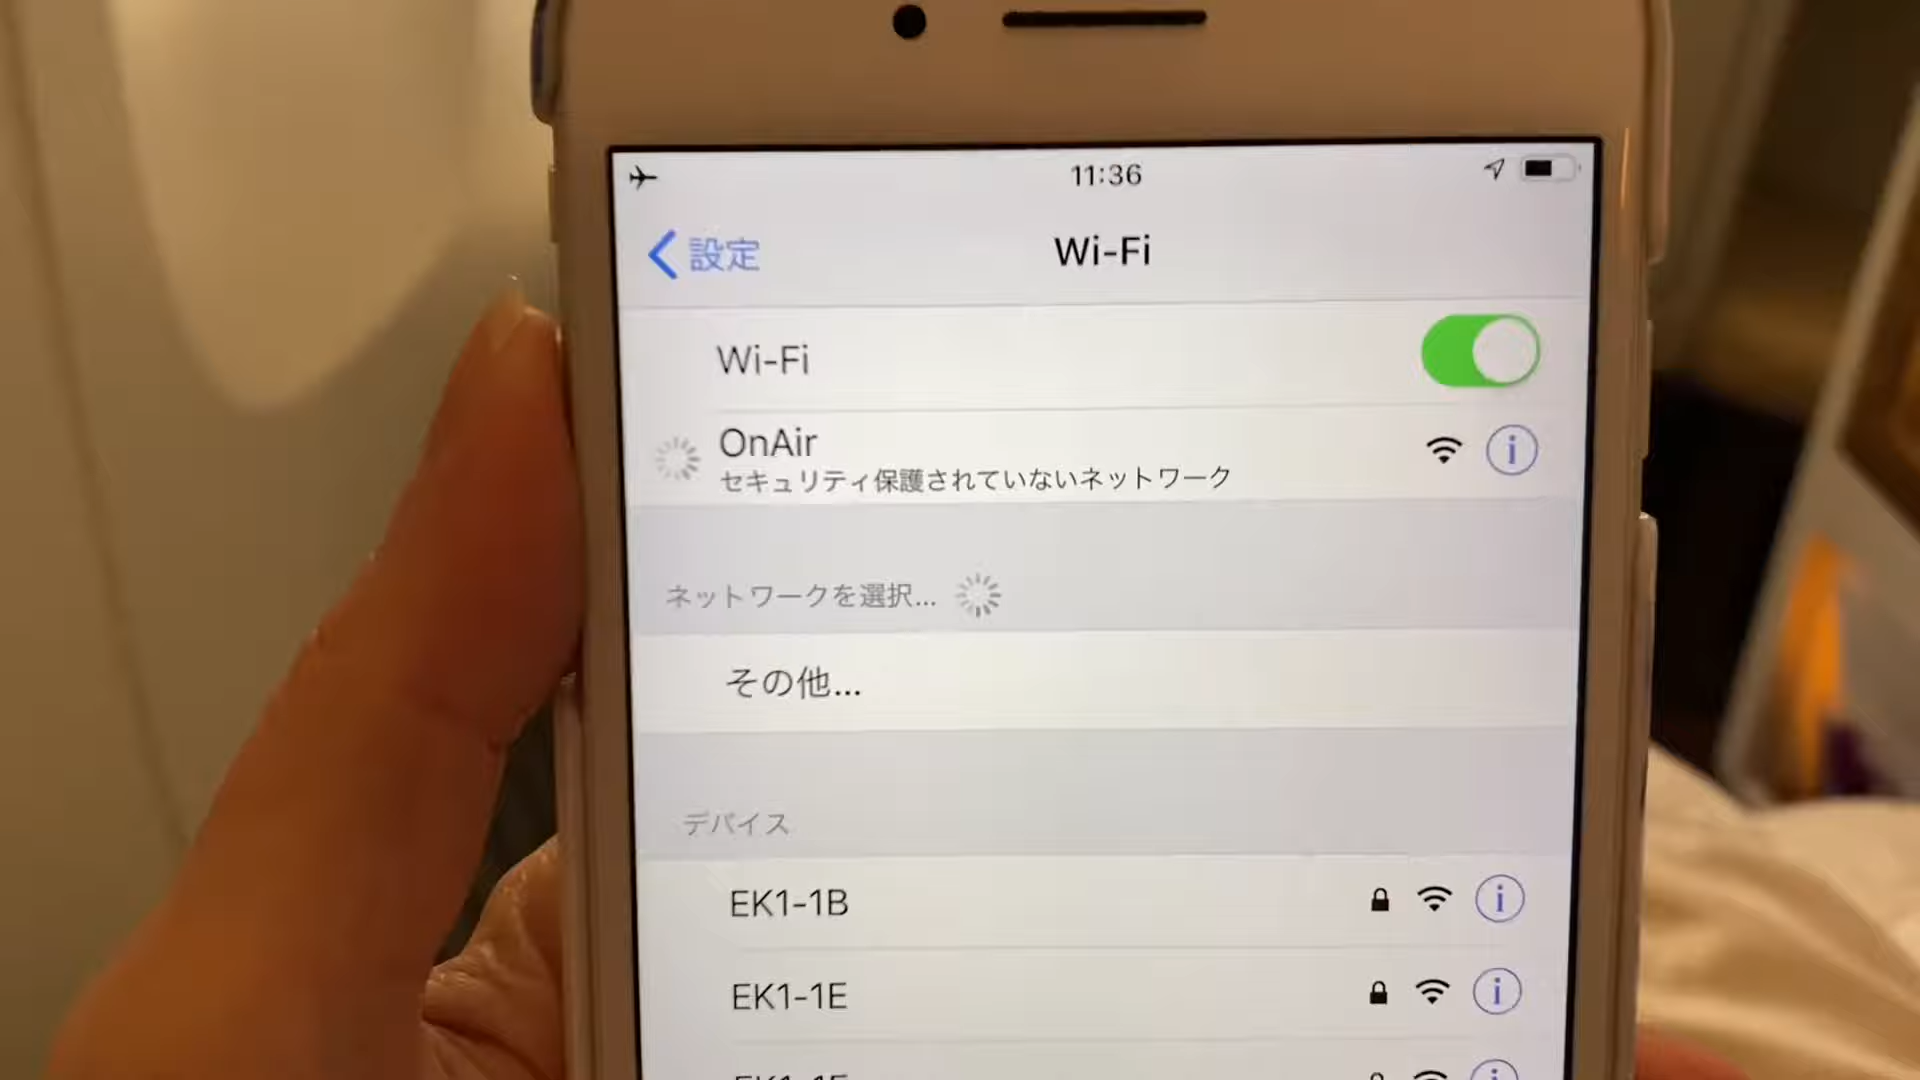 11:36
設定
Wi-Fi
Wi-Fi
OnAir
セキュリティ保護されていないネットワーク
ネットワークを選択...
その他...
デバイス
EK1-1B
EK1-1E